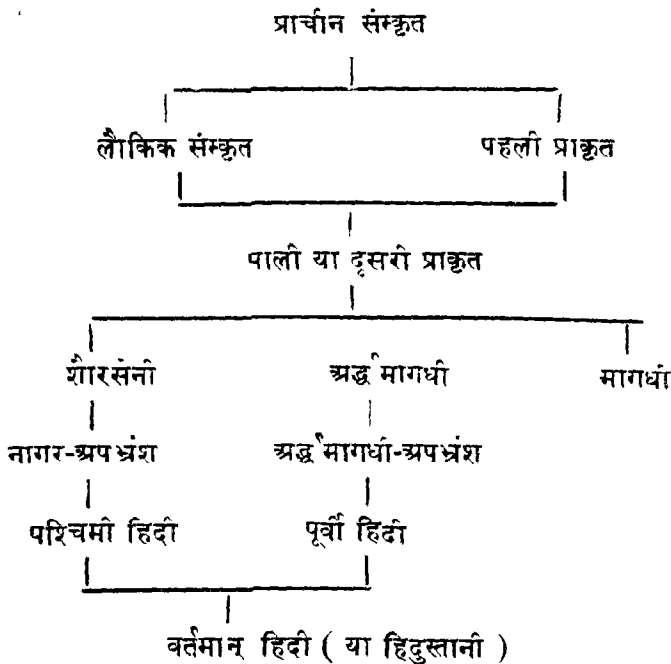 प्राचीन संस्कृत
लौकिक संस्कृत पहली प्राकृत
पाली या दूसरी प्राकृत
शौरसेनी अर्द्धमागधी मागधी
नागर-अपभ्रंश अर्द्धमागधी-अपभ्रंश
पश्चिमी हिंदी पूर्वी हिंदी
वर्तमान् हिंदी ( या हिंदुस्तानी )